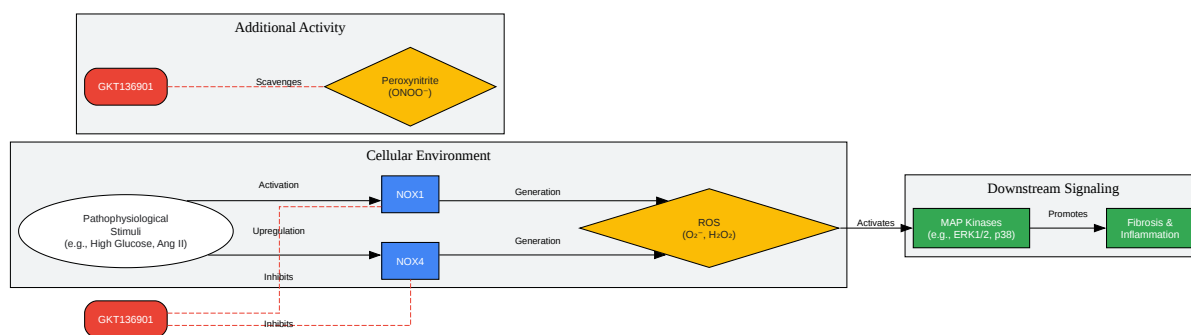 Additional Activity
GKT136901
Scavenges
Peroxynitrite
(ONOO⁻)
Cellular Environment
Pathophysiological
Stimuli
(e.g., High Glucose, Ang II)
Activation
Upregulation
Inhibits
NOX1
NOX4
Generation
Generation
ROS
(O₂⁻, H₂O₂)
Activates
Downstream Signaling
MAP Kinases
(e.g., ERK1/2, p38)
Promotes
Fibrosis &
Inflammation
GKT136901
Inhibits